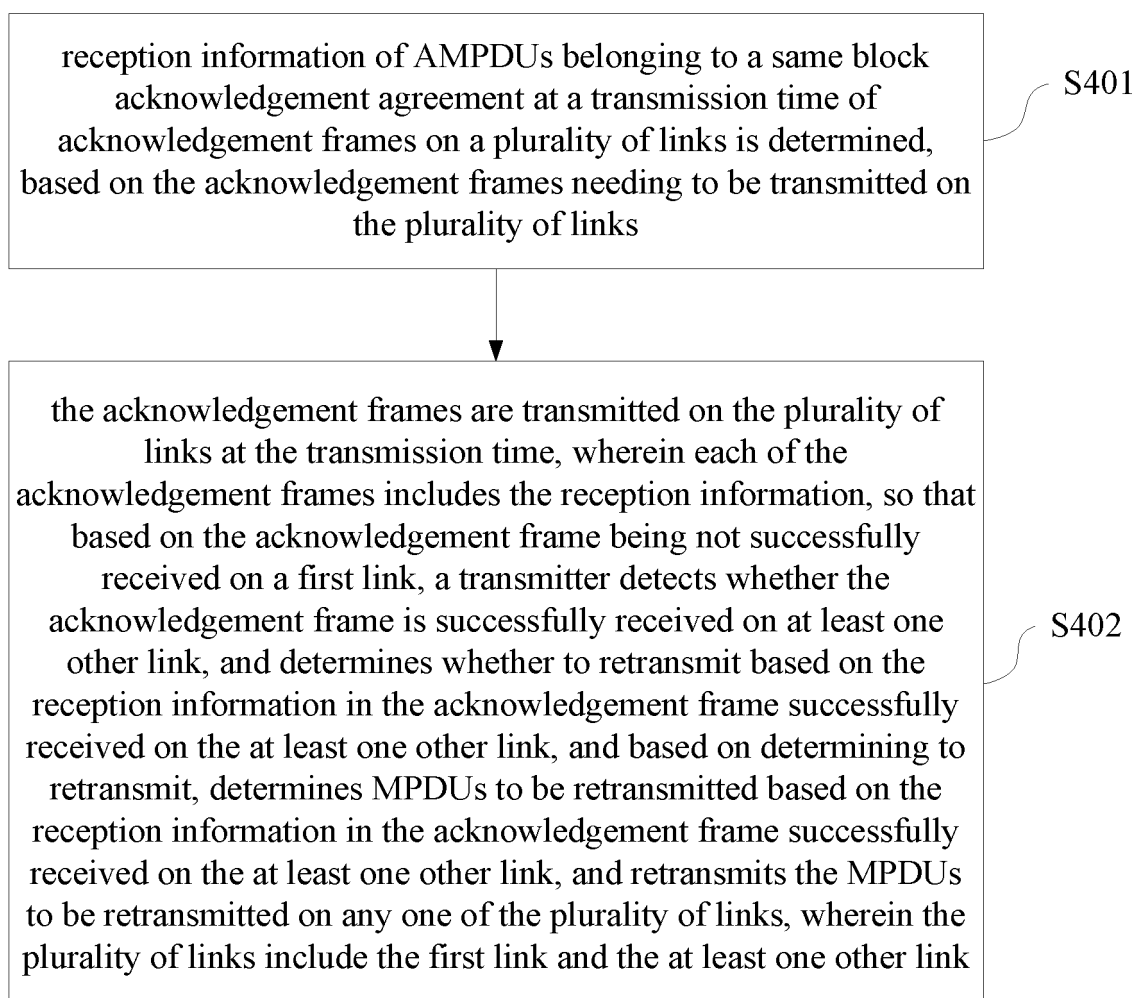 reception information of AMPDUs belonging to a same block
acknowledgement agreement at a transmission time of
acknowledgement frames on a plurality of links is determined,
based on the acknowledgement frames needing to be transmitted on
the plurality of links
S401
the acknowledgement frames are transmitted on the plurality of
links at the transmission time, wherein each of the
acknowledgement frames includes the reception information, so that
based on the acknowledgement frame being not successfully
received on a first link, a transmitter detects whether the
acknowledgement frame is successfully received on at least one
other link, and determines whether to retransmit based on the
reception information in the acknowledgement frame successfully
received on the at least one other link, and based on determining to
retransmit, determines MPDUs to be retransmitted based on the
reception information in the acknowledgement frame successfully
received on the at least one other link, and retransmits the MPDUs
to be retransmitted on any one of the plurality of links, wherein the
plurality of links include the first link and the at least one other link
S402